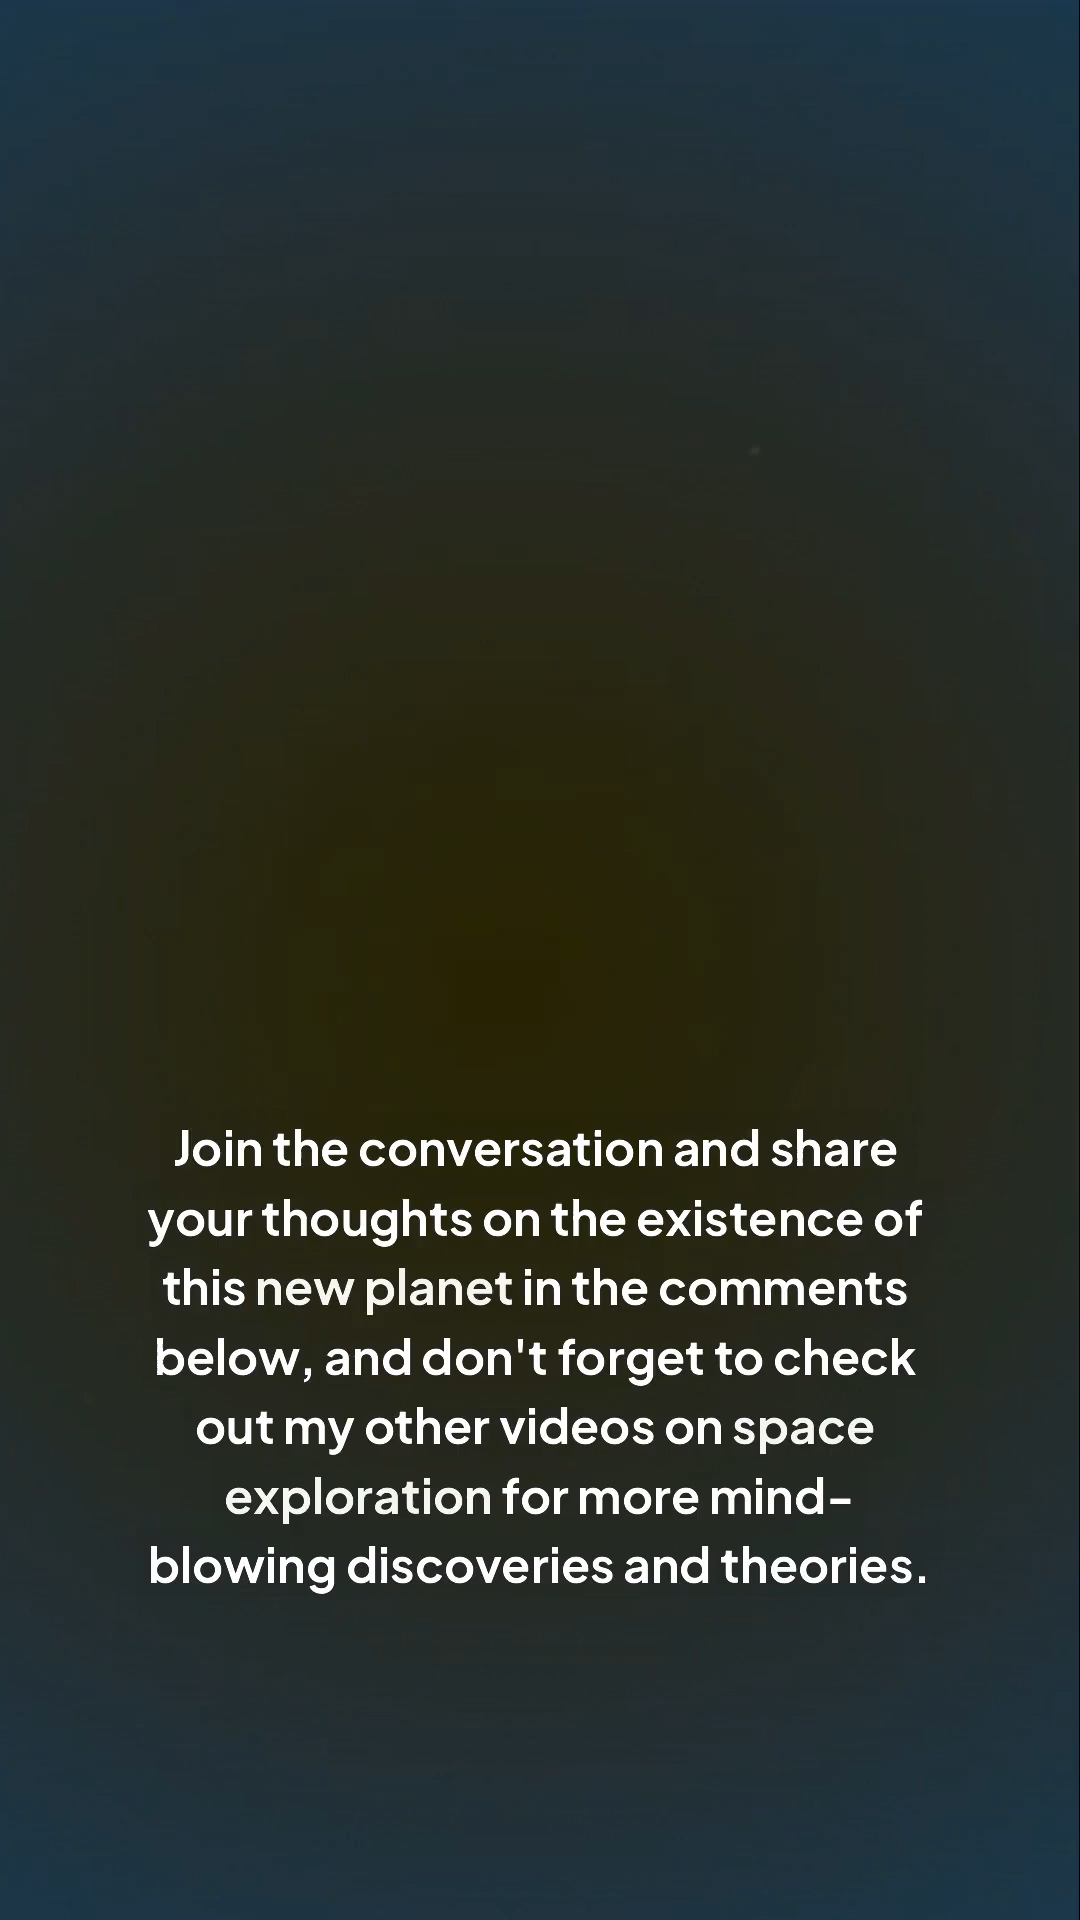 Join the conversation and share
your thoughts on the existence of
this new planet in the comments
below, and don't forget to check
out my other videos on space
exploration for more mind-
blowing discoveries and theories.